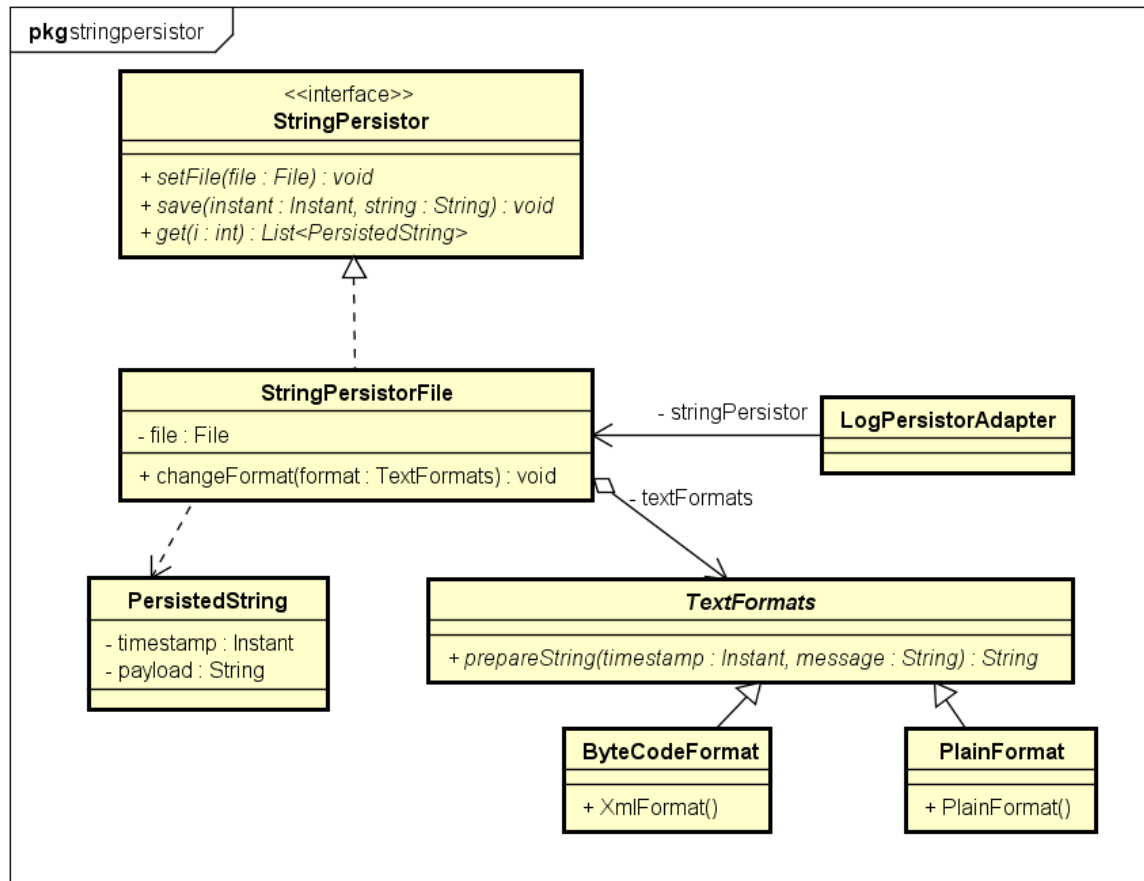 pkg stringpersistor
<<interface>>
StringPersistor
+ setFile(file : File) : void
+ save(instant : Instant, string : String) : void
+ get(i : int) : List<PersistedString>
StringPersistorFile
- file : File
+ changeFormat(format : TextFormats) : void
- stringPersistor
LogPersistorAdapter
- textFormats
PersistedString
- timestamp : Instant
- payload : String
TextFormats
+ prepareString(timestamp : Instant, message : String) : String
ByteCodeFormat
+ XmlFormat()
PlainFormat
+ PlainFormat()